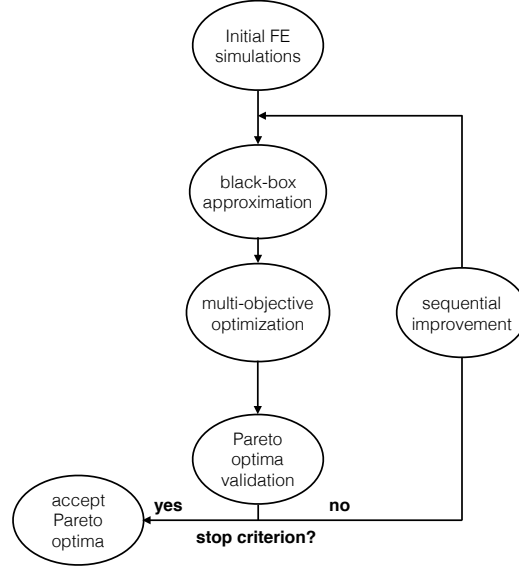 Initial FE
simulations
black-box
approximation
multi-objective
optimization
sequential
improvement
Pareto
optima
validation
accept
Pareto
optima
yes
no
stop criterion?